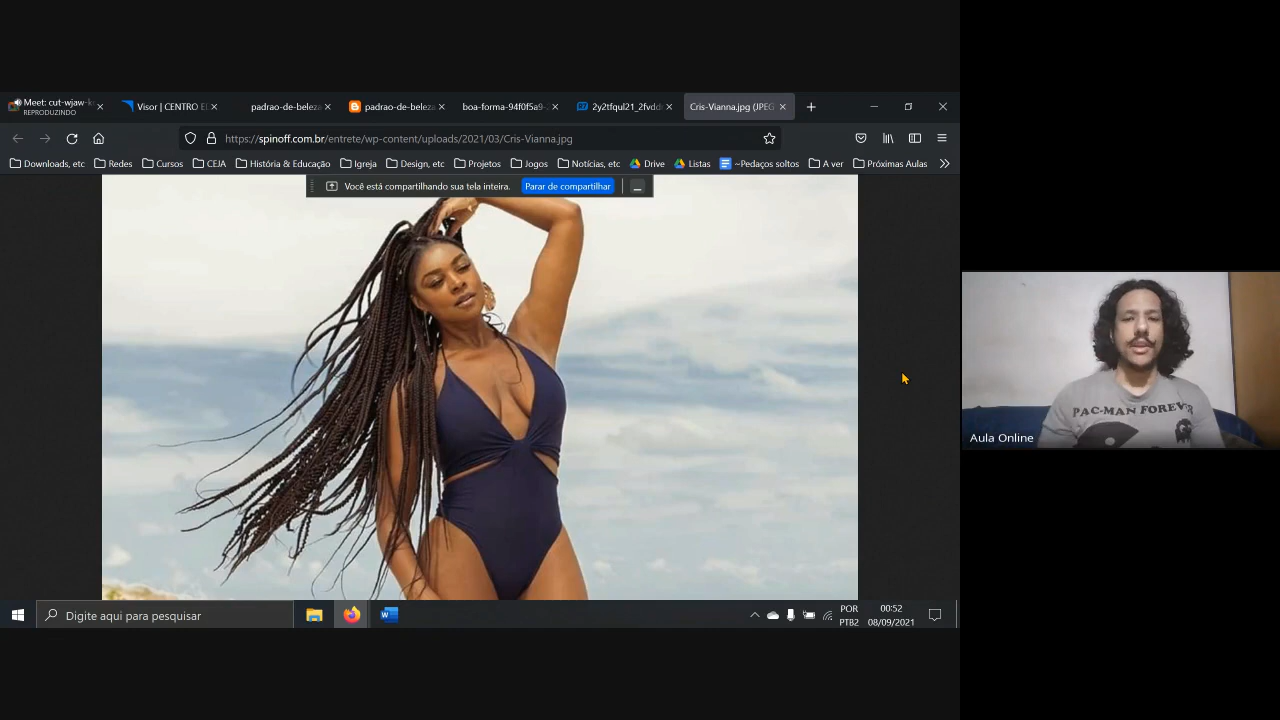 Meet: cut-wjaw-k
REPRODUZINDO
Visor | CENTRO E
padrao-de-beleza
padrao-de-beleza.
boa-forma-94f0f5a9-
2y2tfqul21_2fvdd
Cris-Vianna.jpg (JPEG
https://spinoff.com.br/entrete/wp-content/uploads/2021/03/Cris-Vianna.jpg
Downloads, etc
Redes
Cursos
CEJA
História & Educação
Igreja
Design, etc
Projetos
Jogos
Notícias, etc
Drive
Listas
~Pedaços soltos
A ver
Próximas Aulas
Você está compartilhando sua tela inteira.
Parar de compartilhar
PAC-MAN FOREV
Aula Online
Digite aqui para pesquisar
POR
PTB2
00:52
08/09/2021